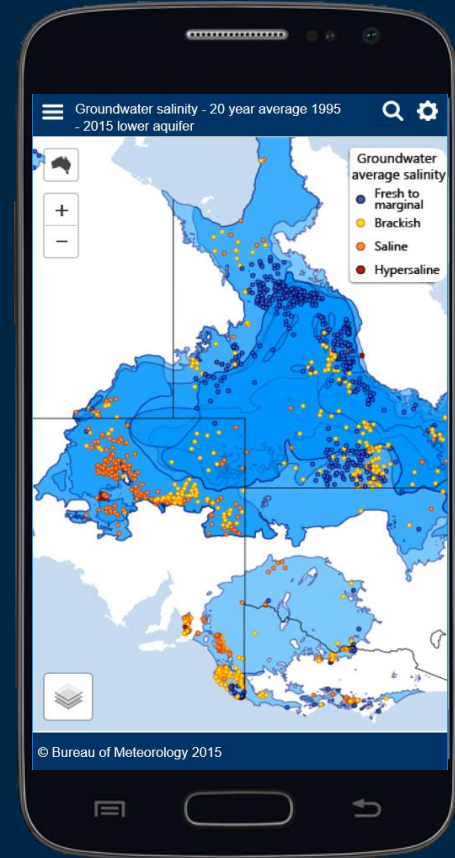 Groundwater salinity - 20 year average 1995
- 2015 lower aquifer
Groundwater
average salinity
Fresh to
marginal
Brackish
Saline
Hypersaline
+
−
© Bureau of Meteorology 2015